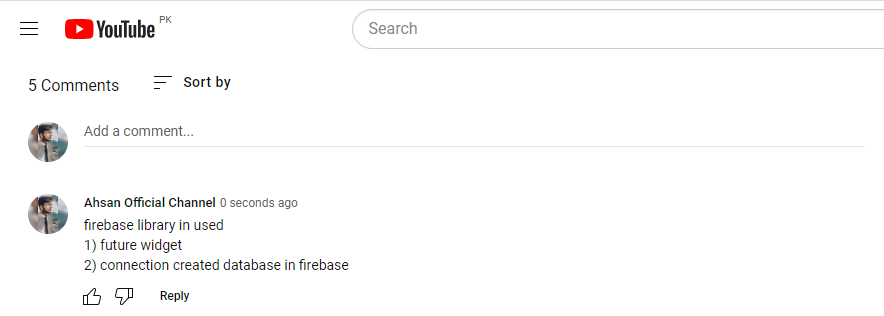 YouTube PK
Search
5 Comments
Sort by
Add a comment...
Ahsan Official Channel 0 seconds ago
firebase library in used
1) future widget
2) connection created database in firebase
Reply